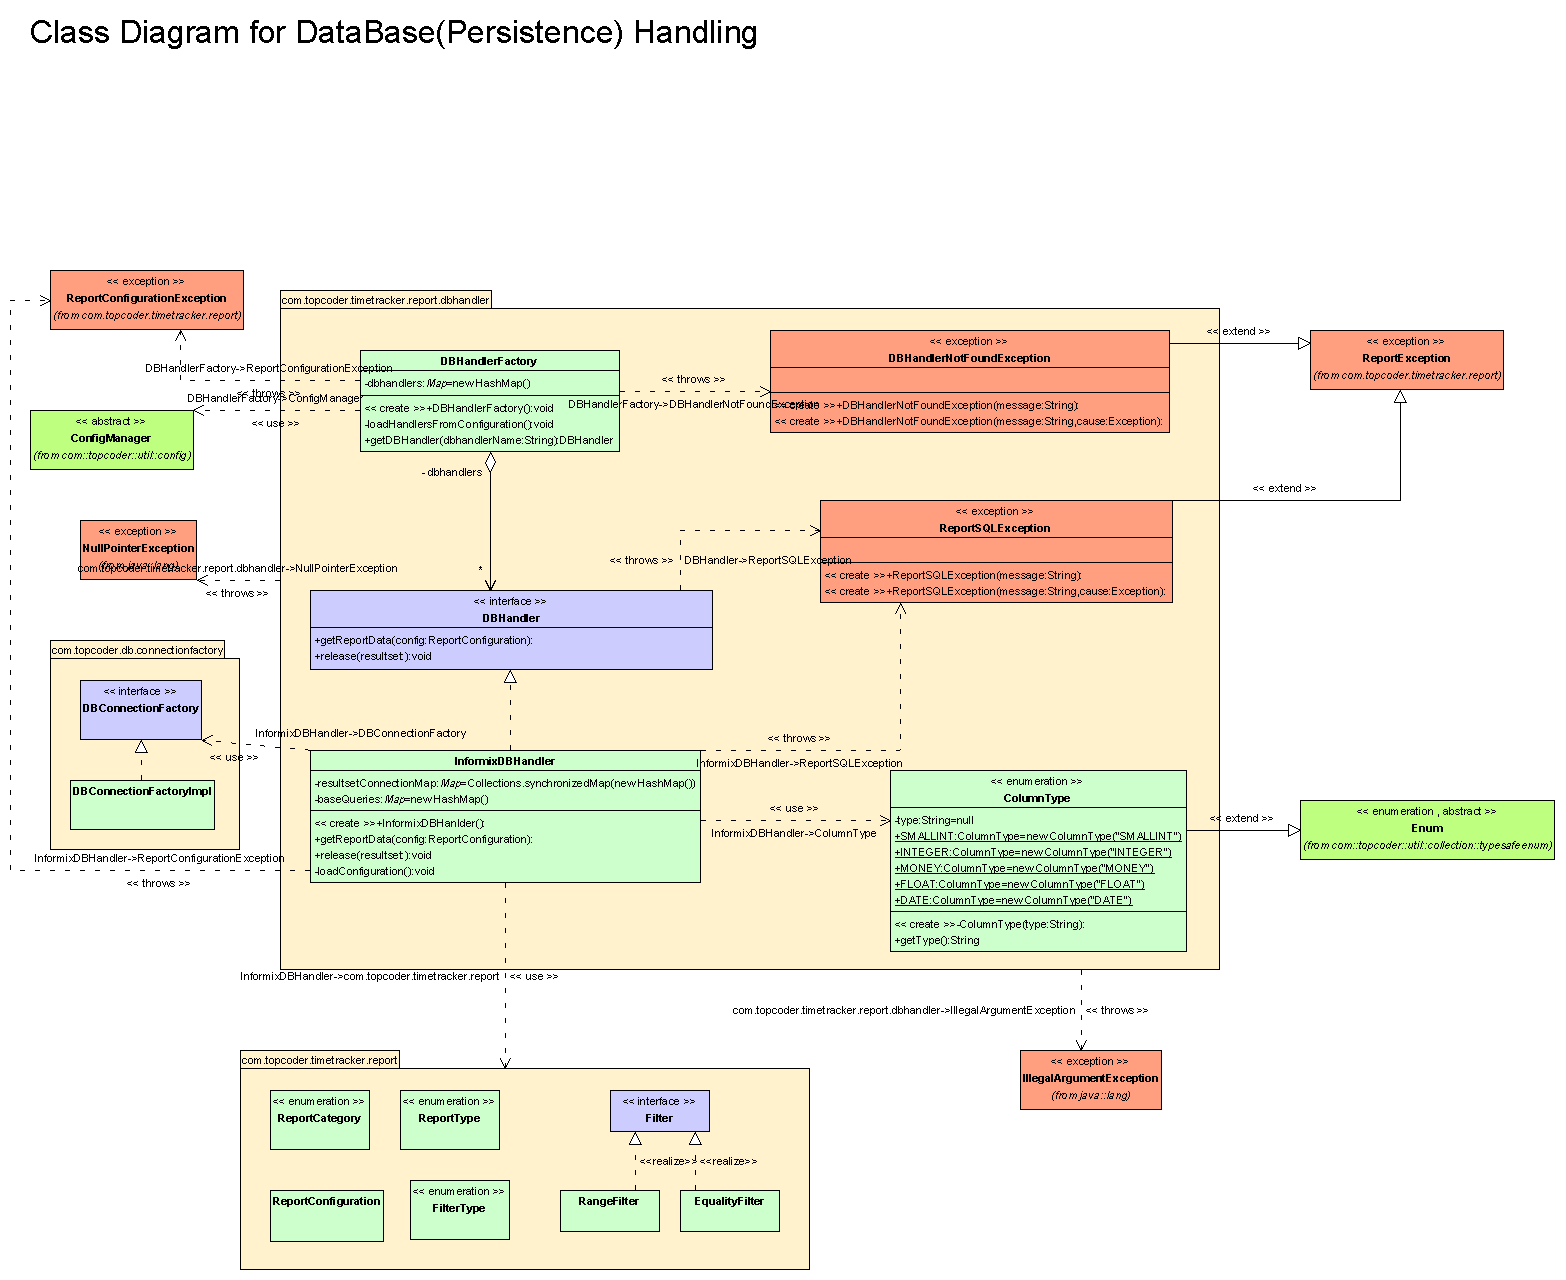 Class Diagram for DataBase(Persistence) Handling
<< exception >>
ReportConfigurationException
(from com.topcoder.timetracker.report)
com.topcoder.timetracker.report.dbhandler
DBHandlerFactory->ReportConfigurationException
<< throws >>
DBHandlerFactory->ConfigManager
<< use >>
<< abstract >>
ConfigManager
(from com::topcoder::util::config)
DBHandlerFactory
-dbhandlers:Map=newHashMap()
<< create >>+DBHandlerFactory():void
-loadHandlersFromConfiguration():void
+getDBHandler(dbhandlerName:String):DBHandler
<< throws >>
DBHandlerFactory->DBHandlerNotFoundException
<< exception >>
DBHandlerNotFoundException
<< create >>+DBHandlerNotFoundException(message:String):
<< create >>+DBHandlerNotFoundException(message:String,cause:Exception):
<< extend >>
<< exception >>
ReportException
(from com.topcoder.timetracker.report)
- dbhandlers
*
<< extend >>
<< exception >>
ReportSQLException
<< create >>+ReportSQLException(message:String):
<< create >>+ReportSQLException(message:String,cause:Exception):
<< throws >>
DBHandler->ReportSQLException
<< exception >>
NullPointerException
(from java::lang)
com.topcoder.timetracker.report.dbhandler->NullPointerException
<< throws >>
<< interface >>
DBHandler
+getReportData(config:ReportConfiguration):
+release(resultset:):void
com.topcoder.db.connectionfactory
<< interface >>
DBConnectionFactory
DBConnectionFactoryImpl
InformixDBHandler->DBConnectionFactory
<< use >>
InformixDBHandler
-resultsetConnectionMap:Map=Collections.synchronizedMap(newHashMap())
-baseQueries:Map=newHashMap()
<< create >>+InformixDBHanlder():
+getReportData(config:ReportConfiguration):
+release(resultset:):void
-loadConfiguration():void
<< throws >>
InformixDBHandler->ReportSQLException
<< use >>
InformixDBHandler->ColumnType
<< enumeration >>
ColumnType
-type:String=null
+SMALLINT:ColumnType=newColumnType("SMALLINT")
+INTEGER:ColumnType=newColumnType("INTEGER")
+MONEY:ColumnType=newColumnType("MONEY")
+FLOAT:ColumnType=newColumnType("FLOAT")
+DATE:ColumnType=newColumnType("DATE")
<< create >>-ColumnType(type:String):
+getType():String
<< extend >>
<< enumeration , abstract >>
Enum
(from com::topcoder::util::collection::typesafeenum)
InformixDBHandler->ReportConfigurationException
<< throws >>
InformixDBHandler->com.topcoder.timetracker.report
<< use >>
com.topcoder.timetracker.report.dbhandler->IllegalArgumentException
<< throws >>
<< exception >>
IllegalArgumentException
(from java::lang)
com.topcoder.timetracker.report
<< enumeration >>
ReportCategory
<< enumeration >>
ReportType
<< interface >>
Filter
<<realize>>
<<realize>>
ReportConfiguration
<< enumeration >>
FilterType
RangeFilter
EqualityFilter